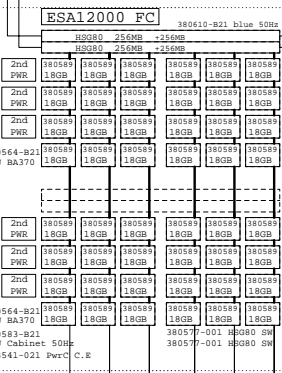 ESA12000 FC
380610-B21 blue 50Hz
HSG80 256MB +256MB
HSG80 256MB +256MB
2nd 380589 380589 380589 380589 380589 380589
PWR 18GB 18GB 18GB 18GB 18GB 18GB
2nd 380589 380589 380589 380589 380589 380589
PWR 18GB 18GB 18GB 18GB 18GB 18GB
2nd 380589 380589 380589 380589 380589 380589
PWR 18GB 18GB 18GB 18GB 18GB 18GB
564-B21 380589 380589 380589 380589 380589 380589
BA370 18GB 18GB 18GB 18GB 18GB 18GB
2nd 380589 380589 380589 380589 380589 380589
PWR 18GB 18GB 18GB 18GB 18GB 18GB
2nd 380589 380589 380589 380589 380589 380589
PWR 18GB 18GB 18GB 18GB 18GB 18GB
2nd 380589 380589 380589 380589 380589 380589
PWR 18GB 18GB 18GB 18GB 18GB 18GB
564-B21 380589 380589 380589 380589 380589 380589
BA370 18GB 18GB 18GB 18GB 18GB 18GB
583-B21 380577-001 HSG80 SW
Cabinet 50Hz 380577-001 HSG80 SW
541-021 PwrC C.E